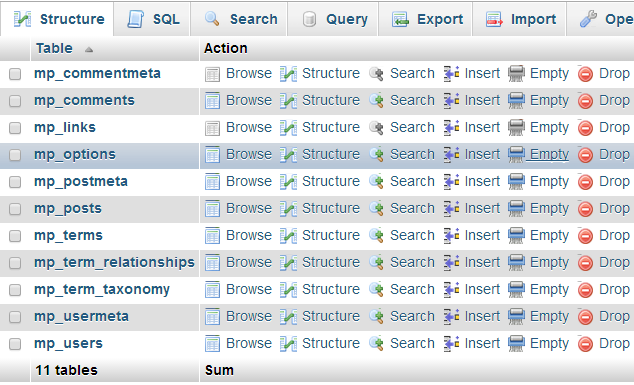 Structure SQL Search Query Export Import Ope
Table Action
mp_commentmeta Browse Structure Search Insert Empty Drop
mp_comments Browse Structure Search Insert Empty Drop
mp_links Browse Structure Search Insert Empty Drop
mp_options Browse Structure Search Insert Empty Drop
mp_postmeta Browse Structure Search Insert Empty Drop
mp_posts Browse Structure Search Insert Empty Drop
mp_terms Browse Structure Search Insert Empty Drop
mp_term_relationships Browse Structure Search Insert Empty Drop
mp_term_taxonomy Browse Structure Search Insert Empty Drop
mp_usermeta Browse Structure Search Insert Empty Drop
mp_users Browse Structure Search Insert Empty Drop
11 tables Sum